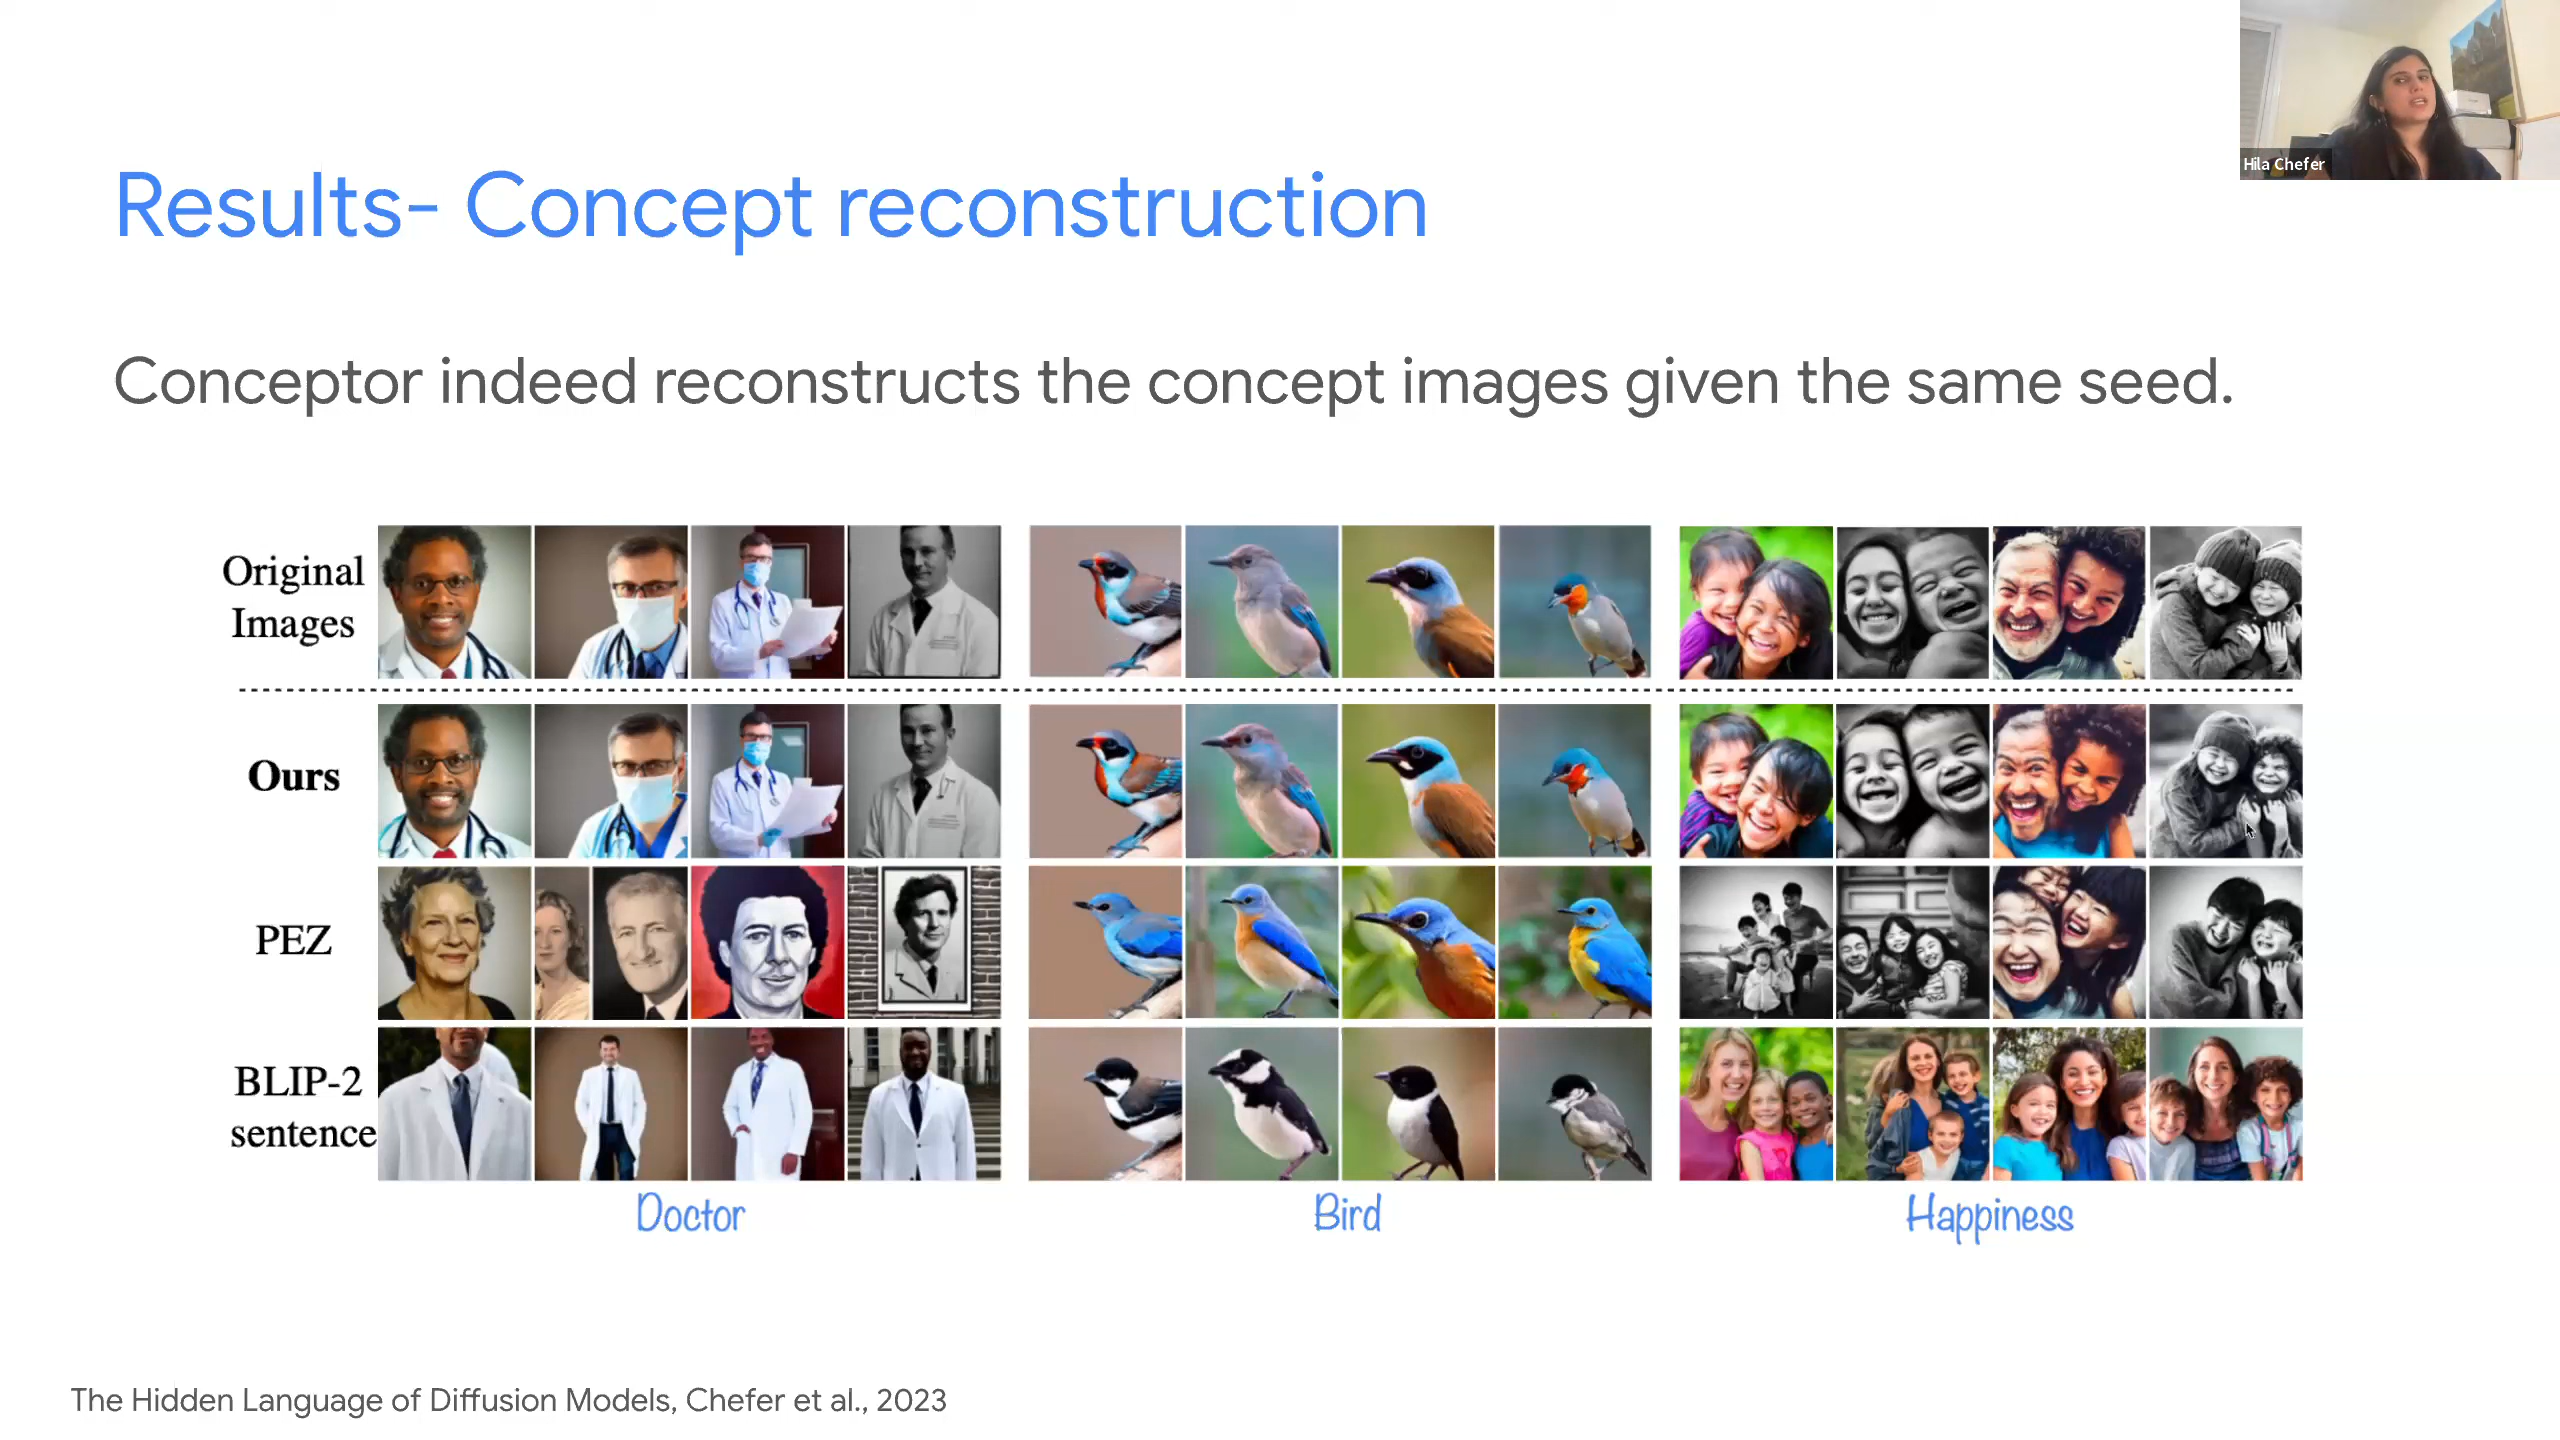 Hila Chefer
Results- Concept reconstruction
Conceptor indeed reconstructs the concept images given the same seed.
Original
Images
Ours
PEZ
BLIP-2
sentence
Doctor
Bird
Happiness
The Hidden Language of Diffusion Models, Chefer et al., 2023